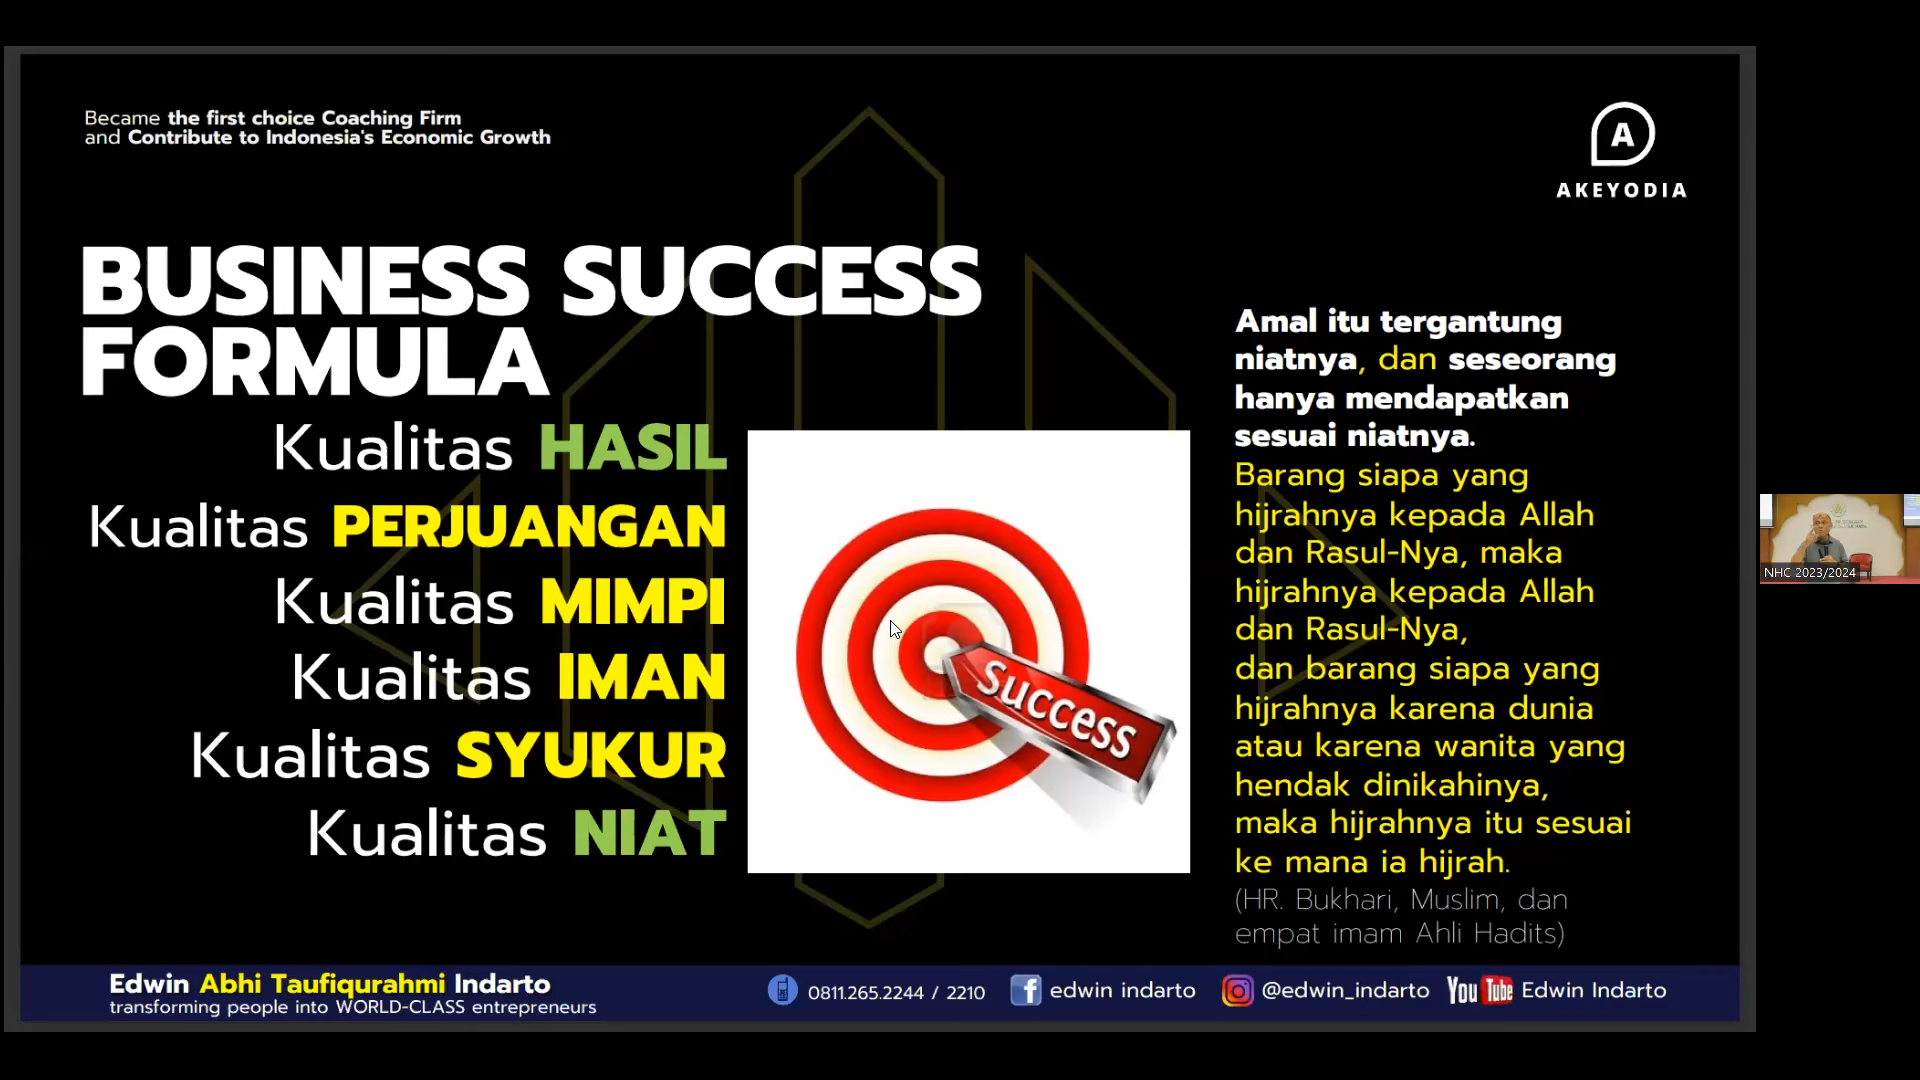 Became the first choice Coaching Firm
and Contribute to Indonesia's Economic Growth
A
AKEYODIA
BUSINESS SUCCESS
FORMULA
Kualitas HASIL
Kualitas PERJUANGAN
Kualitas MIMPI
Kualitas IMAN
Kualitas SYUKUR
Kualitas NIAT
Success
Amal itu tergantung
niatnya, dan seseorang
hanya mendapatkan
sesuai niatnya.
Barang siapa yang
hijrahnya kepada Allah
dan Rasul-Nya, maka
hijrahnya kepada Allah
dan Rasul-Nya,
dan barang siapa yang
hijrahnya karena dunia
atau karena wanita yang
hendak dinikahinya,
maka hijrahnya itu sesuai
ke mana ia hijrah.
(HR. Bukhari, Muslim, dan
empat imam Ahli Hadits)
NHC 2023/2024
Edwin Abhi Taufiqurahmi Indarto
transforming people into WORLD-CLASS entrepreneurs
0811.265.2244 / 2210
f edwin indarto
@edwin_indarto
YouTube Edwin Indarto